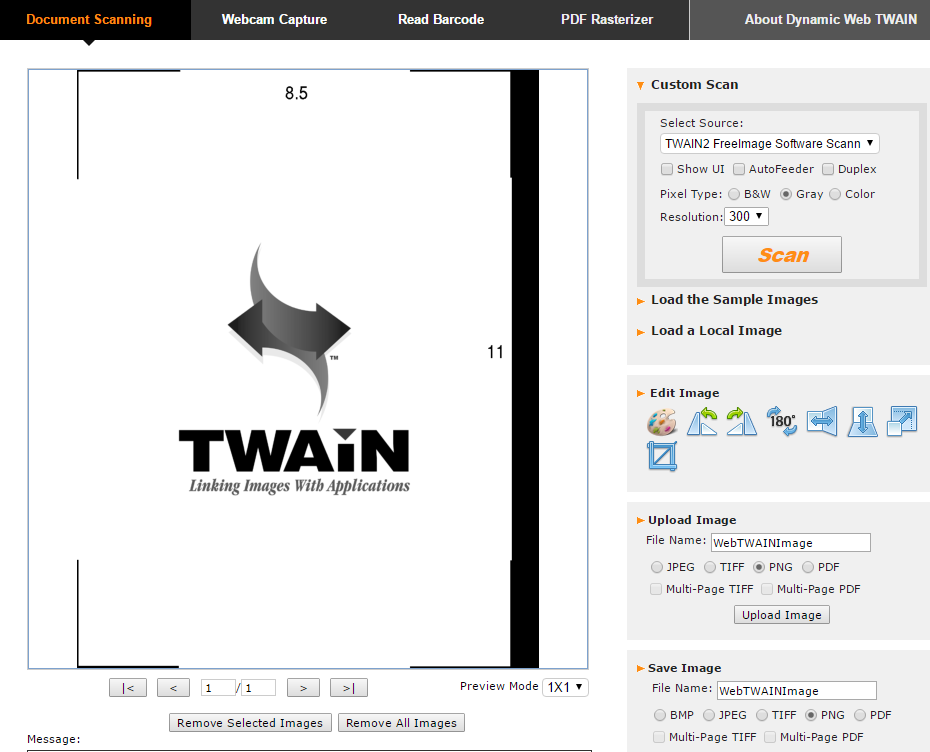 Document Scanning
Webcam Capture
Read Barcode
PDF Rasterizer
About Dynamic Web TWAIN
8.5
11
TM
TWAIN
Linking Images With Applications
|<
<
1
/
1
>
>|
Preview Mode 1X1
Remove Selected Images
Remove All Images
Message:
Custom Scan
Select Source:
TWAIN2 FreeImage Software Scann
Show UI AutoFeeder Duplex
Pixel Type: B&W Gray Color
Resolution: 300
Scan
Load the Sample Images
Load a Local Image
Edit Image
180°
Upload Image
File Name: WebTWAINImage
JPEG TIFF PNG PDF
Multi-Page TIFF Multi-Page PDF
Upload Image
Save Image
File Name: WebTWAINImage
BMP JPEG TIFF PNG PDF
Multi-Page TIFF Multi-Page PDF